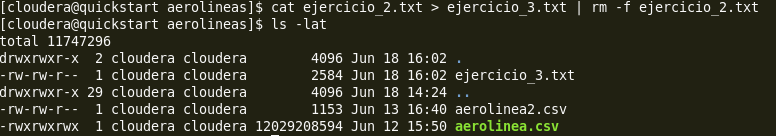 [cloudera@quickstart aerolineas]$ cat ejercicio_2.txt > ejercicio_3.txt | rm -f ejercicio_2.txt
[cloudera@quickstart aerolineas]$ ls -lat
total 11747296
drwxrwxr-x  2 cloudera cloudera        4096 Jun 18 16:02 .
-rw-rw-r--  1 cloudera cloudera        2584 Jun 18 16:02 ejercicio_3.txt
drwxrwxr-x 29 cloudera cloudera        4096 Jun 18 14:24 ..
-rw-rw-r--  1 cloudera cloudera        1153 Jun 13 16:40 aerolinea2.csv
-rwxrwxrwx  1 cloudera cloudera 12029208594 Jun 12 15:50 aerolinea.csv